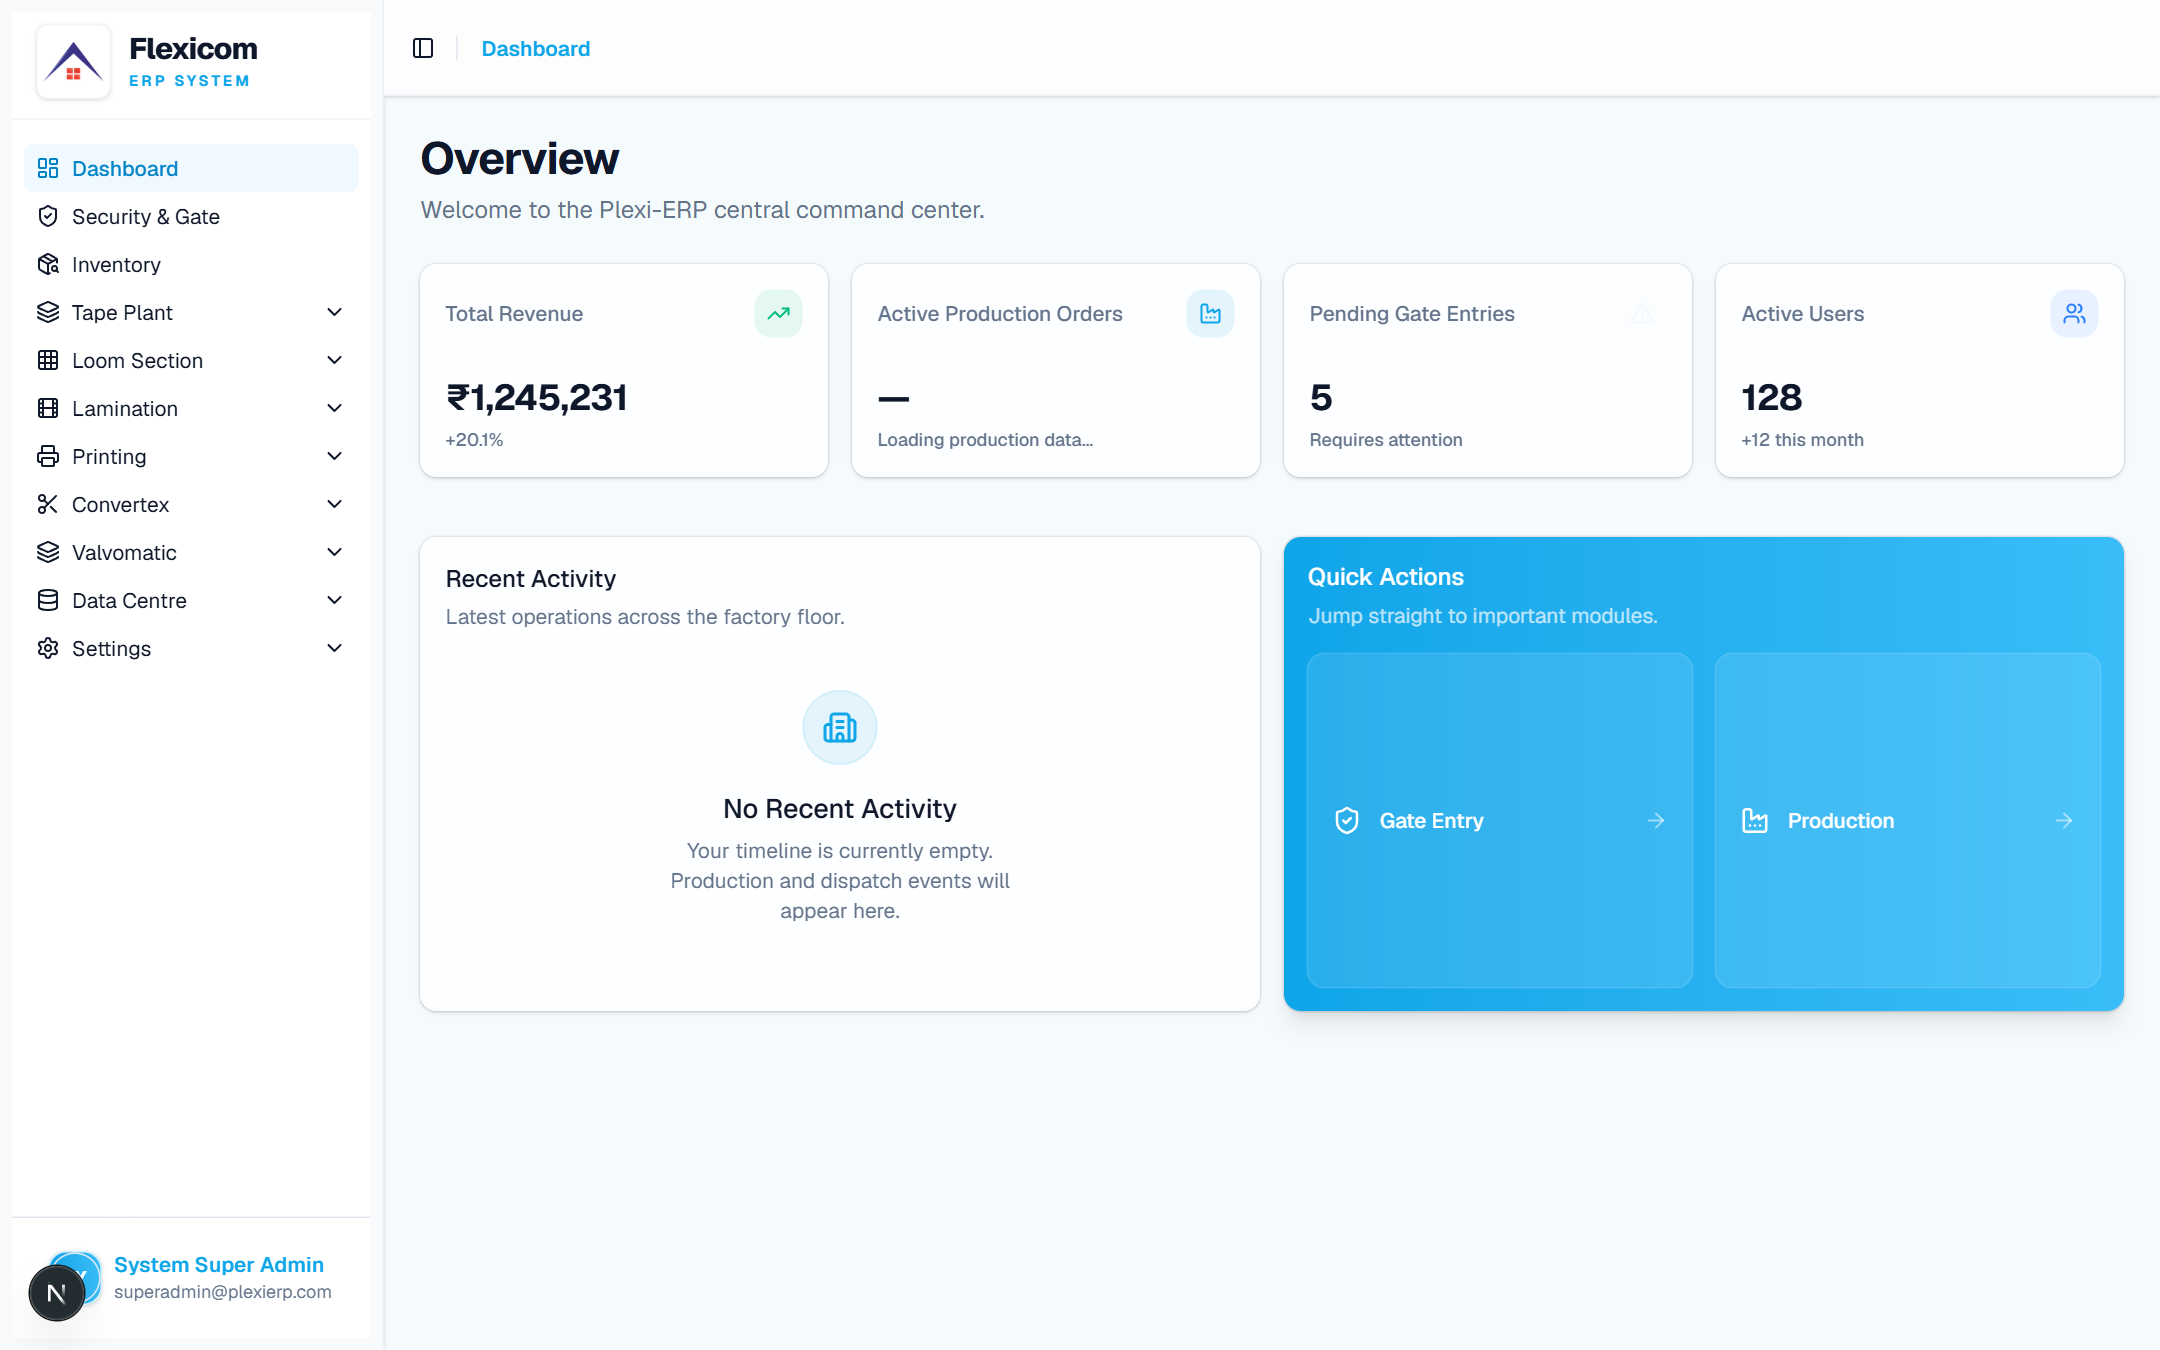 Flexicom
ERP SYSTEM
Dashboard
Security & Gate
Inventory
Tape Plant
Loom Section
Lamination
Printing
Convertex
Valvomatic
Data Centre
Settings
System Super Admin
superadmin@plexierp.com
N
Dashboard
Overview
Welcome to the Plexi-ERP central command center.
Total Revenue
₹1,245,231
+20.1%
Active Production Orders
—
Loading production data...
Pending Gate Entries
5
Requires attention
Active Users
128
+12 this month
Recent Activity
Latest operations across the factory floor.
No Recent Activity
Your timeline is currently empty.
Production and dispatch events will
appear here.
Quick Actions
Jump straight to important modules.
Gate Entry
Production